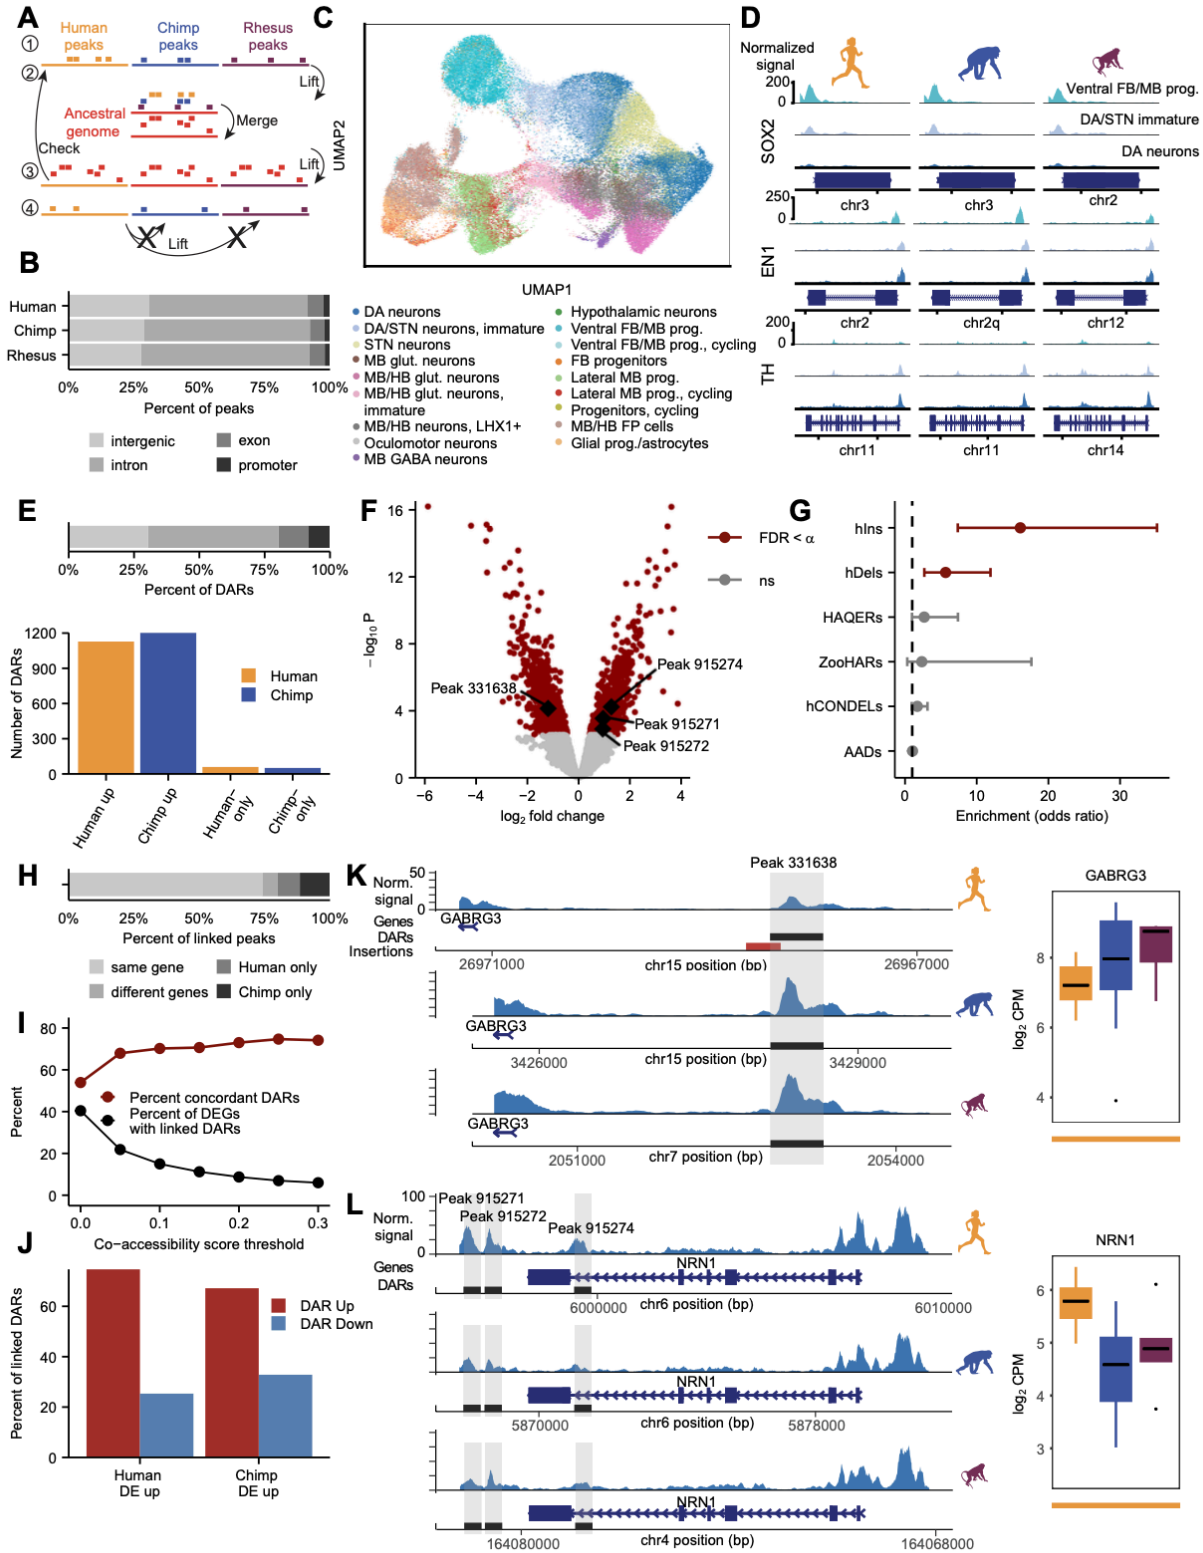 A
Human peaks
Chimp peaks
Rhesus peaks
1
2
Lift
Ancestral genome
Merge
Check
3
Lift
4
X
Lift
X
B
Human
Chimp
Rhesus
0% 25% 50% 75% 100%
Percent of peaks
intergenic
exon
intron
promoter
C
UMAP2
UMAP1
DA neurons
DA/STN neurons, immature
STN neurons
MB glut. neurons
MB/HB glut. neurons
MB/HB glut. neurons, immature
MB/HB neurons, LHX1+
Oculomotor neurons
MB GABA neurons
Hypothalamic neurons
Ventral FB/MB prog.
Ventral FB/MB prog., cycling
FB progenitors
Lateral MB prog.
Lateral MB prog., cycling
Progenitors, cycling
MB/HB FP cells
Glial prog./astrocytes
D
Normalized signal
200
0
SOX2
Ventral FB/MB prog.
DA/STN immature
DA neurons
chr3 chr3 chr2
250
0
EN1
chr2 chr2q chr12
200
0
TH
chr11 chr11 chr14
E
0% 25% 50% 75% 100%
Percent of DARs
Number of DARs
1200
900
600
300
0
Human
Chimp
Human up
Chimp up
Human-only
Chimp-only
F
16
12
8
4
0
−log10 P
Peak 331638
Peak 915274
Peak 915271
Peak 915272
−6 −4 −2 0 2 4
log2 fold change
FDR < α
ns
G
hIns
hDels
HAQERs
ZooHARs
hCONDELs
AADs
0 10 20 30
Enrichment (odds ratio)
H
0% 25% 50% 75% 100%
Percent of linked peaks
same gene
Human only
different genes
Chimp only
I
Percent
80
60
40
20
0
Percent concordant DARs
Percent of DEGs with linked DARs
0.0 0.1 0.2 0.3
Co−accessibility score threshold
J
Percent of linked DARs
60
40
20
0
DAR Up
DAR Down
Human DE up
Chimp DE up
K
Peak 331638
50
0
Norm. signal
GABRG3
Genes
DARs
Insertions
26971000
chr15 position (bp)
26967000
GABRG3
3426000
chr15 position (bp)
3429000
GABRG3
2051000
chr7 position (bp)
2054000
GABRG3
log2 CPM
8
6
4
L
100
0
Norm. signal
Peak 915271
Peak 915272
Peak 915274
Genes
DARs
NRN1
6000000
chr6 position (bp)
6010000
NRN1
5870000
chr6 position (bp)
5878000
NRN1
164080000
chr4 position (bp)
164068000
NRN1
log2 CPM
6
5
4
3